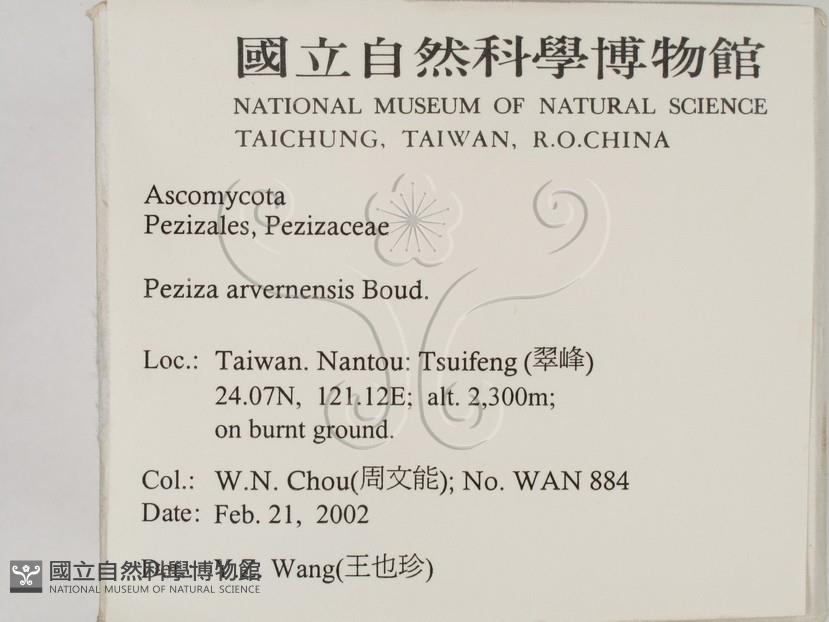 國立自然科學博物館
NATIONAL MUSEUM OF NATURAL SCIENCE
TAICHUNG, TAIWAN, R.O.CHINA
Ascomycota
Pezizales, Pezizaceae
Peziza arvernensis Boud.
Loc.: Taiwan. Nantou: Tsuifeng (翠峰)
24.07N, 121.12E; alt. 2,300m;
on burnt ground.
Col.: W.N. Chou(周文能); No. WAN 884
Date: Feb. 21, 2002
Wang(王也珍)
國立自然科學博物館
NATIONAL MUSEUM OF NATURAL SCIENCE